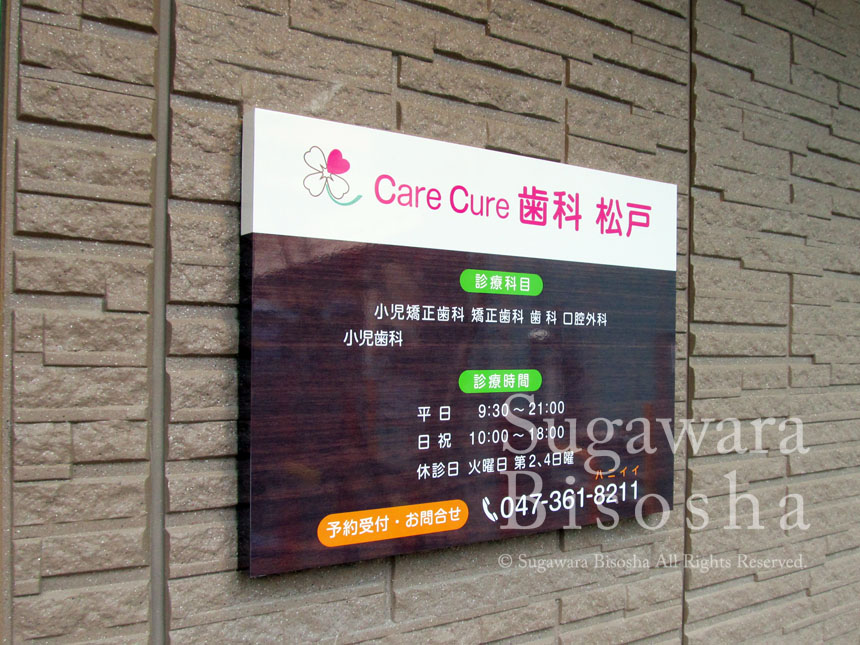 Care Cure 歯科 松戸
診療科目
小児矯正歯科 矯正歯科 歯科 口腔外科
小児歯科
診療時間
平日 9:30～21:00
日祝 10:00～18:00
休診日 火曜日 第2、4日曜
ハニイイ
予約受付・お問合せ 047-361-8211
Sugawara
Bisosha
© Sugawara Bisosha All Rights Reserved.